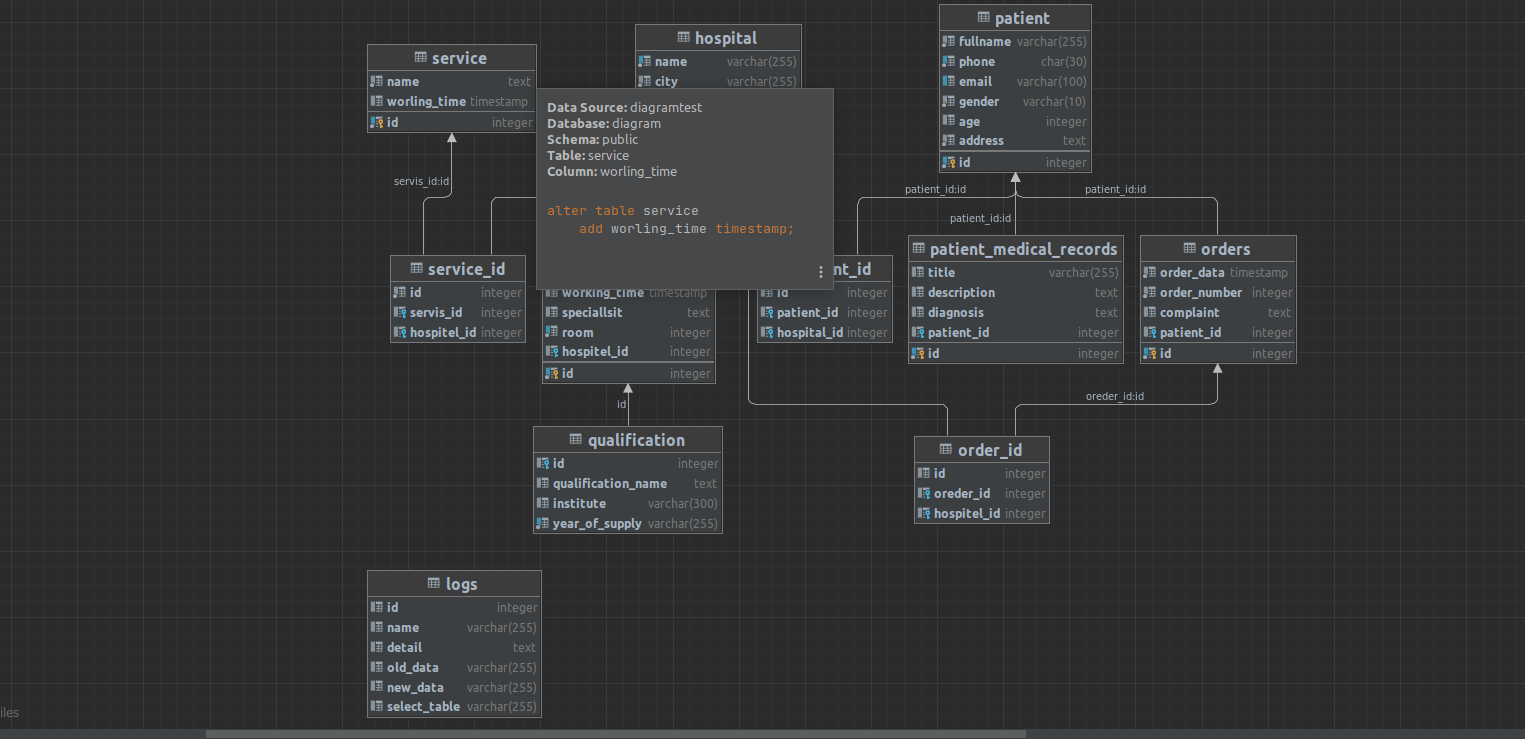 service
name text
worling_time timestamp
id integer
hospital
name varchar(255)
city varchar(255)
patient
fullname varchar(255)
phone char(30)
email varchar(100)
gender varchar(10)
age integer
address text
id integer
Data Source: diagramtest
Database: diagram
Schema: public
Table: service
Column: worling_time
alter table service
add worling_time timestamp;
servis_id:id
patient_id:id
patient_id:id
patient_id:id
service_id
id integer
servis_id integer
hospitel_id integer
working_time timestamp
speciallsit text
room integer
hospitel_id integer
id integer
nt_id
id integer
patient_id integer
hospital_id integer
patient_medical_records
title varchar(255)
description text
diagnosis text
patient_id integer
id integer
orders
order_data timestamp
order_number integer
complaint text
patient_id integer
id integer
id
oreder_id:id
qualification
id integer
qualification_name text
institute varchar(300)
year_of_supply varchar(255)
order_id
id integer
oreder_id integer
hospitel_id integer
logs
id integer
name varchar(255)
detail text
old_data varchar(255)
new_data varchar(255)
select_table varchar(255)
iles